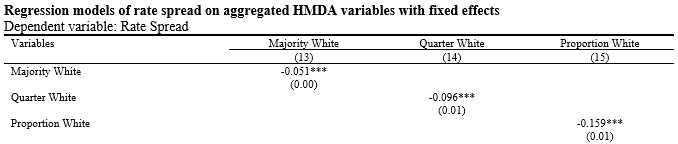 Regression models of rate spread on aggregated HMDA variables with fixed effects
Dependent variable: Rate Spread
Variables Majority White Quarter White Proportion White
(13) (14) (15)
Majority White -0.051***
(0.00)
Quarter White -0.096***
(0.01)
Proportion White -0.159***
(0.01)